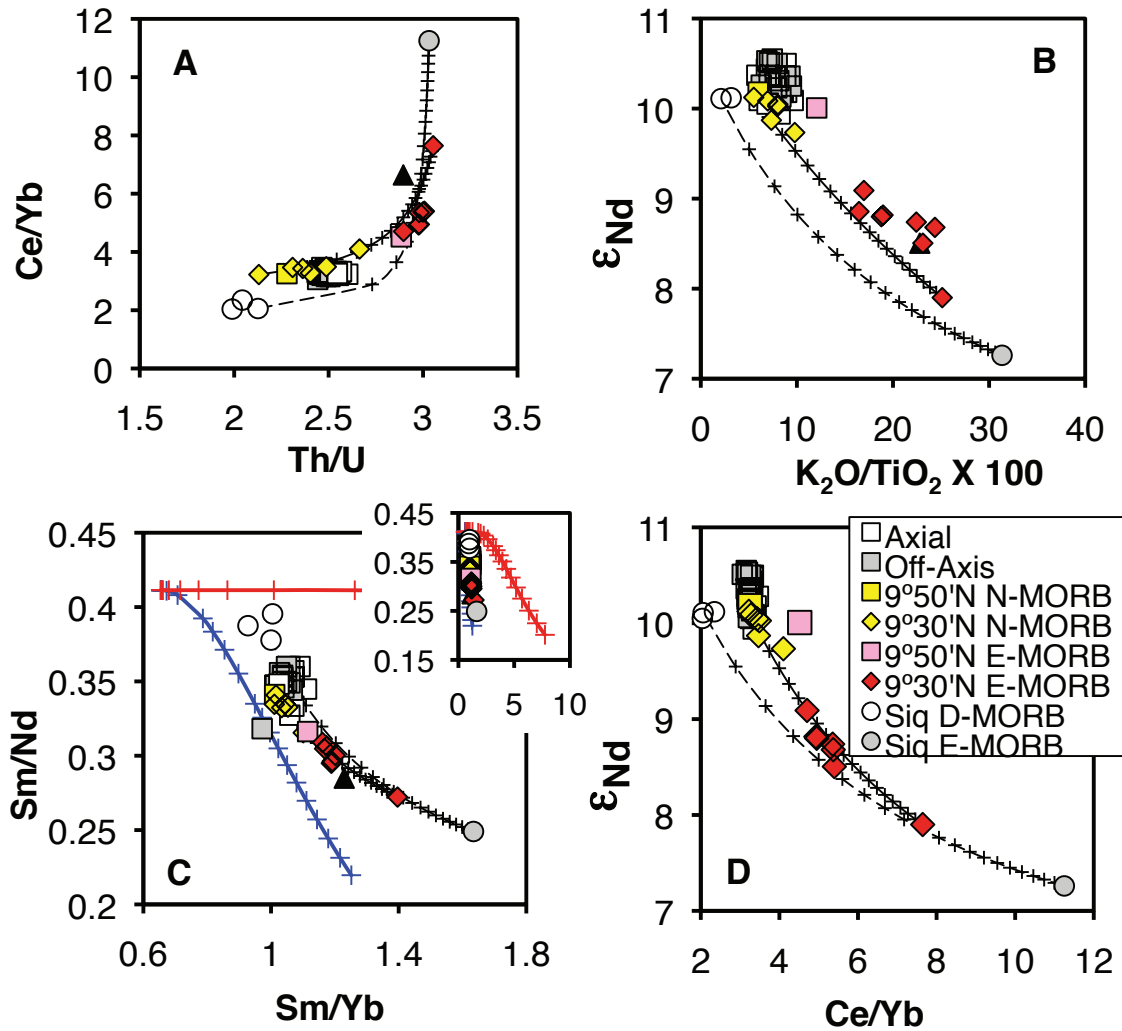 A
Ce/Yb
12
10
8
6
4
2
0
1.5 2 2.5 3 3.5
Th/U
B
εNd
11
10
9
8
7
0 10 20 30 40
K₂O/TiO₂ X 100
C
Sm/Nd
0.45
0.4
0.35
0.3
0.25
0.2
0.6 1 1.4 1.8
Sm/Yb
0.45
0.35
0.25
0.15
0 5 10
D
εNd
11
10
9
8
7
2 4 6 8 10 12
Ce/Yb
Axial
Off-Axis
9º50'N N-MORB
9º30'N N-MORB
9º50'N E-MORB
9º30'N E-MORB
Siq D-MORB
Siq E-MORB